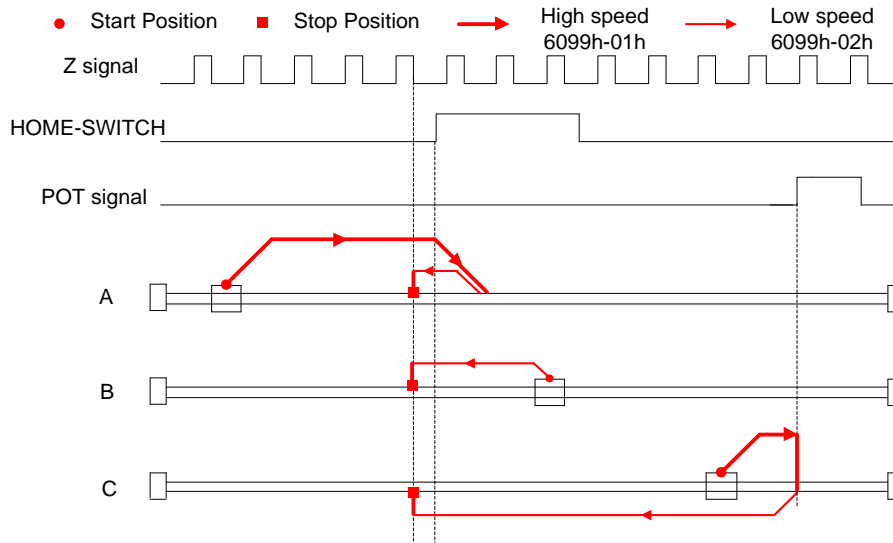 Start Position
Stop Position
High speed
6099h-01h
Low speed
6099h-02h
Z signal
HOME-SWITCH
POT signal
A
B
C